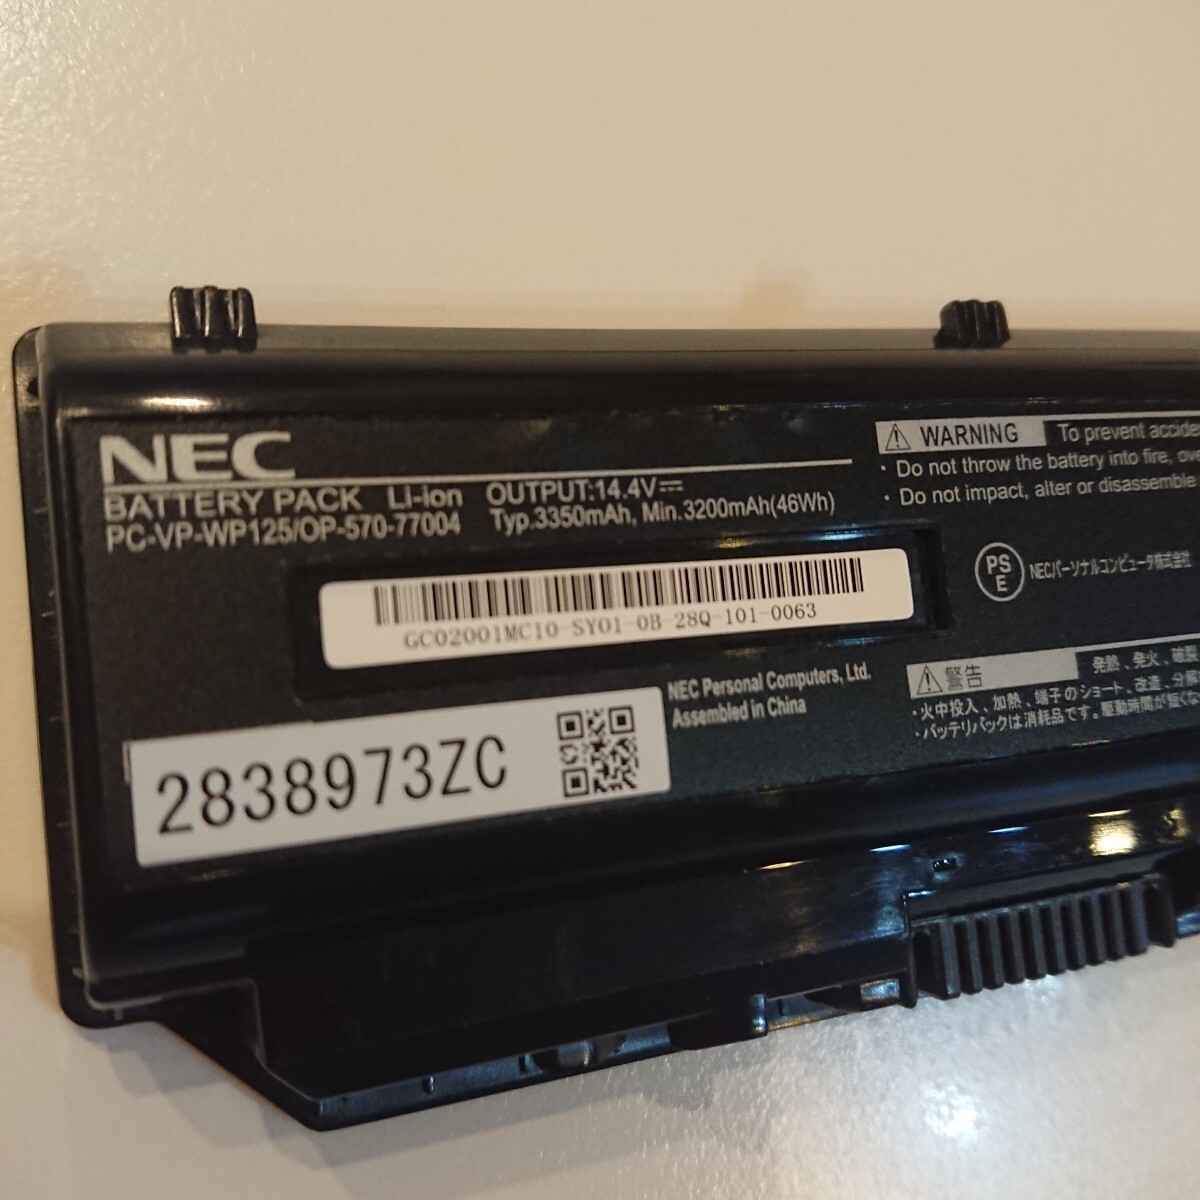 NEC
BATTERY PACK Li-ion OUTPUT:14.4V⎓
PC-VP-WP125/OP-570-77004 Typ.3350mAh, Min.3200mAh(46Wh)
GC02001MC10-SY01-0B-28Q-101-0063
NEC Personal Computers, Ltd.
Assembled in China
2838973ZC
⚠ WARNING To prevent
・Do not throw the battery into fire,
・Do not impact, alter or disassemble
PS
E
NECパーソナルコンピュータ株式会社
⚠警告 発熱、発火、破裂
・火中投入、加熱、端子のショート、改造、分解
・バッテリパックは消耗品です。駆動時間が短くな